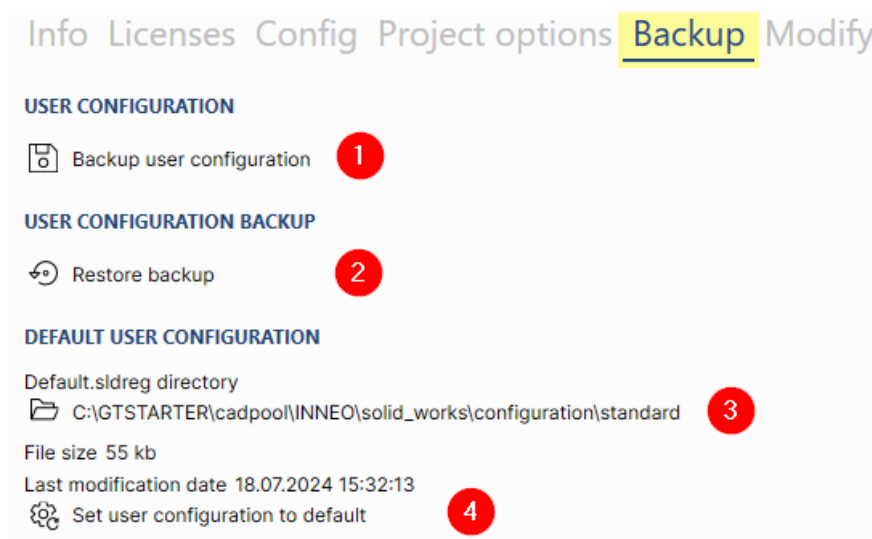 Info Licenses Config Project options Backup Modify
USER CONFIGURATION
Backup user configuration 1
USER CONFIGURATION BACKUP
Restore backup 2
DEFAULT USER CONFIGURATION
Default.sldreg directory
C:\GTSTARTER\cadpool\INNEO\solid_works\configuration\standard 3
File size 55 kb
Last modification date 18.07.2024 15:32:13
Set user configuration to default 4